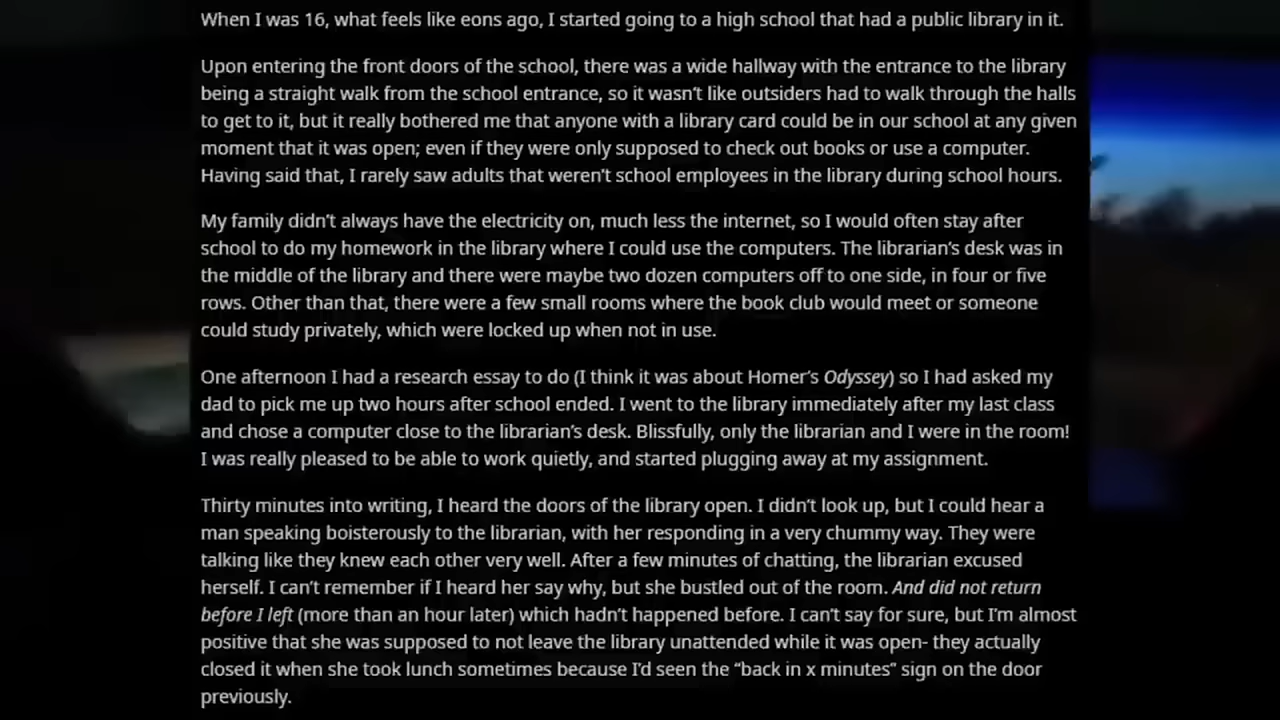 When I was 16, what feels like eons ago, I started going to a high school that had a public library in it.
Upon entering the front doors of the school, there was a wide hallway with the entrance to the library
being a straight walk from the school entrance, so it wasn't like outsiders had to walk through the halls
to get to it, but it really bothered me that anyone with a library card could be in our school at any given
moment that it was open; even if they were only supposed to check out books or use a computer.
Having said that, I rarely saw adults that weren't school employees in the library during school hours.
My family didn't always have the electricity on, much less the internet, so I would often stay after
school to do my homework in the library where I could use the computers. The librarian's desk was in
the middle of the library and there were maybe two dozen computers off to one side, in four or five
rows. Other than that, there were a few small rooms where the book club would meet or someone
could study privately, which were locked up when not in use.
One afternoon I had a research essay to do (I think it was about Homer's Odyssey) so I had asked my
dad to pick me up two hours after school ended. I went to the library immediately after my last class
and chose a computer close to the librarian's desk. Blissfully, only the librarian and I were in the room!
I was really pleased to be able to work quietly, and started plugging away at my assignment.
Thirty minutes into writing, I heard the doors of the library open. I didn't look up, but I could hear a
man speaking boisterously to the librarian, with her responding in a very chummy way. They were
talking like they knew each other very well. After a few minutes of chatting, the librarian excused
herself. I can't remember if I heard her say why, but she bustled out of the room. And did not return
before I left (more than an hour later) which hadn't happened before. I can't say for sure, but I'm almost
positive that she was supposed to not leave the library unattended while it was open- they actually
closed it when she took lunch sometimes because I'd seen the “back in x minutes” sign on the door
previously.